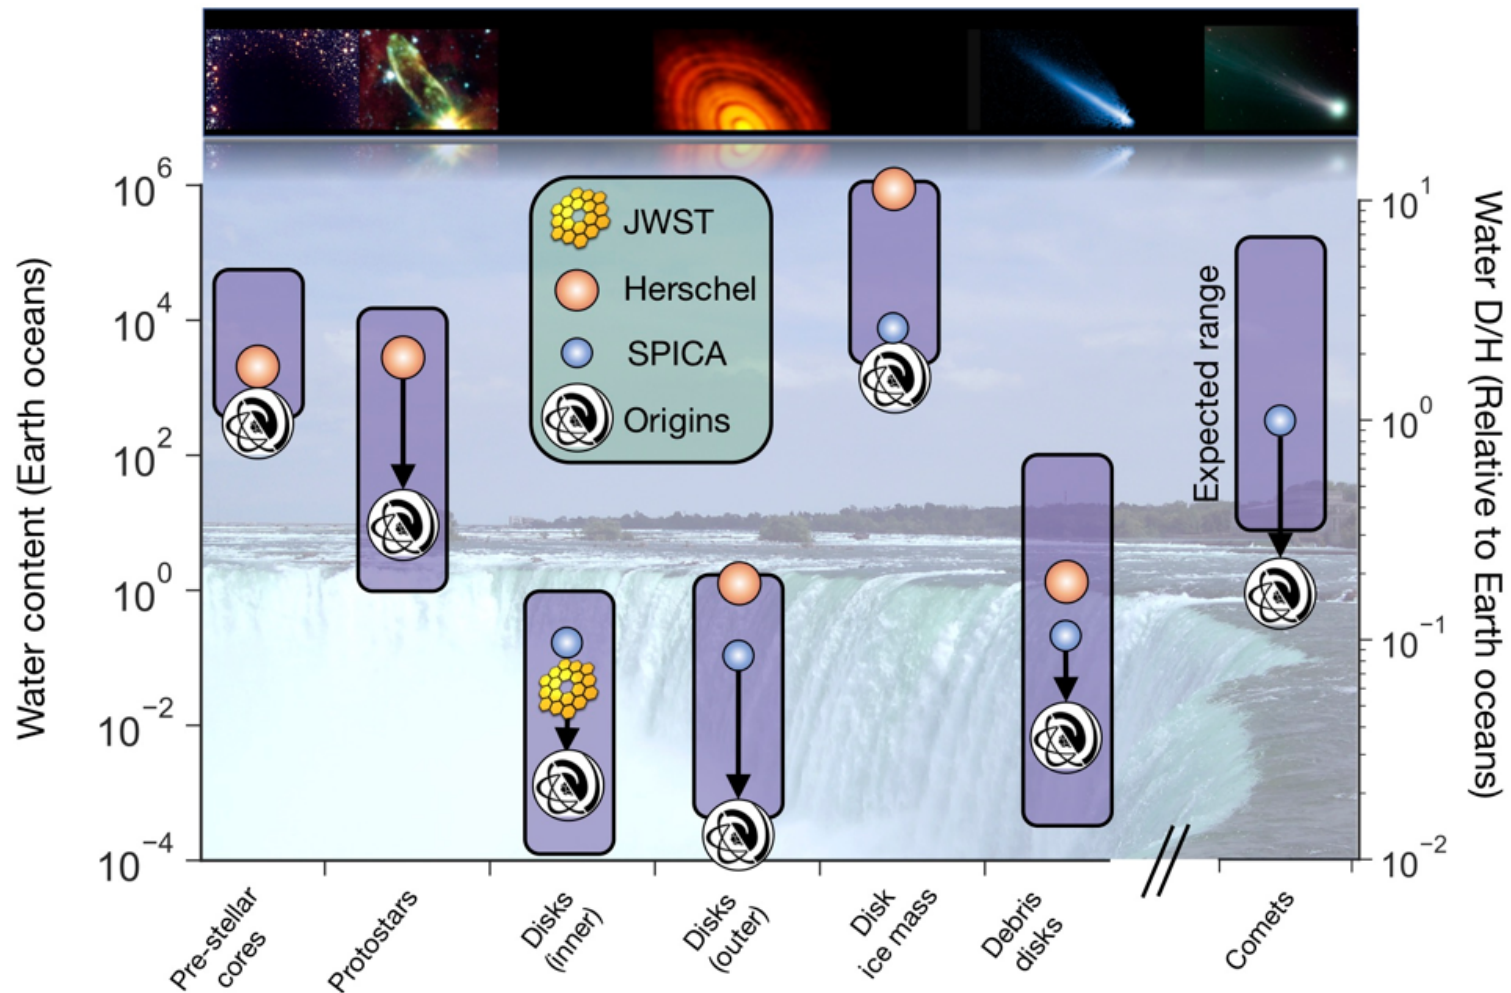 Water content (Earth oceans)
10^6
10^4
10^2
10^0
10^-2
10^-4
JWST
Herschel
SPICA
Origins
Expected range
10^1
10^0
10^-1
10^-2
Water D/H (Relative to Earth oceans)
Pre-stellar
cores
Protostars
Disks
(inner)
Disks
(outer)
Disk
ice mass
Debris
disks
Comets